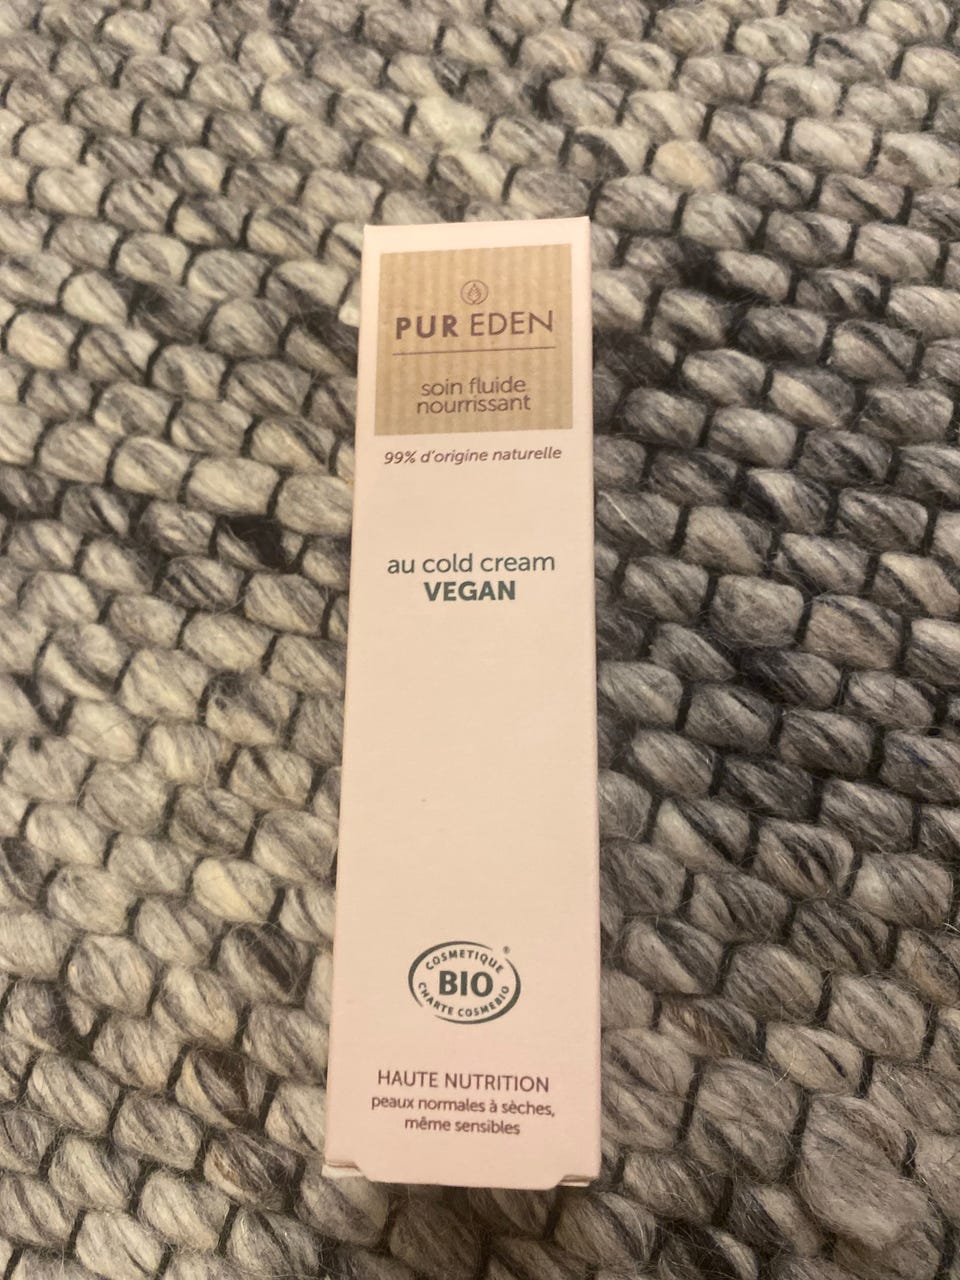 PUR EDEN
soin fluide
nourrissant
99% d'origine naturelle
au cold cream
VEGAN
COSMETIQUE
®
BIO
CHARTE COSMEBIO
HAUTE NUTRITION
peaux normales à sèches,
même sensibles